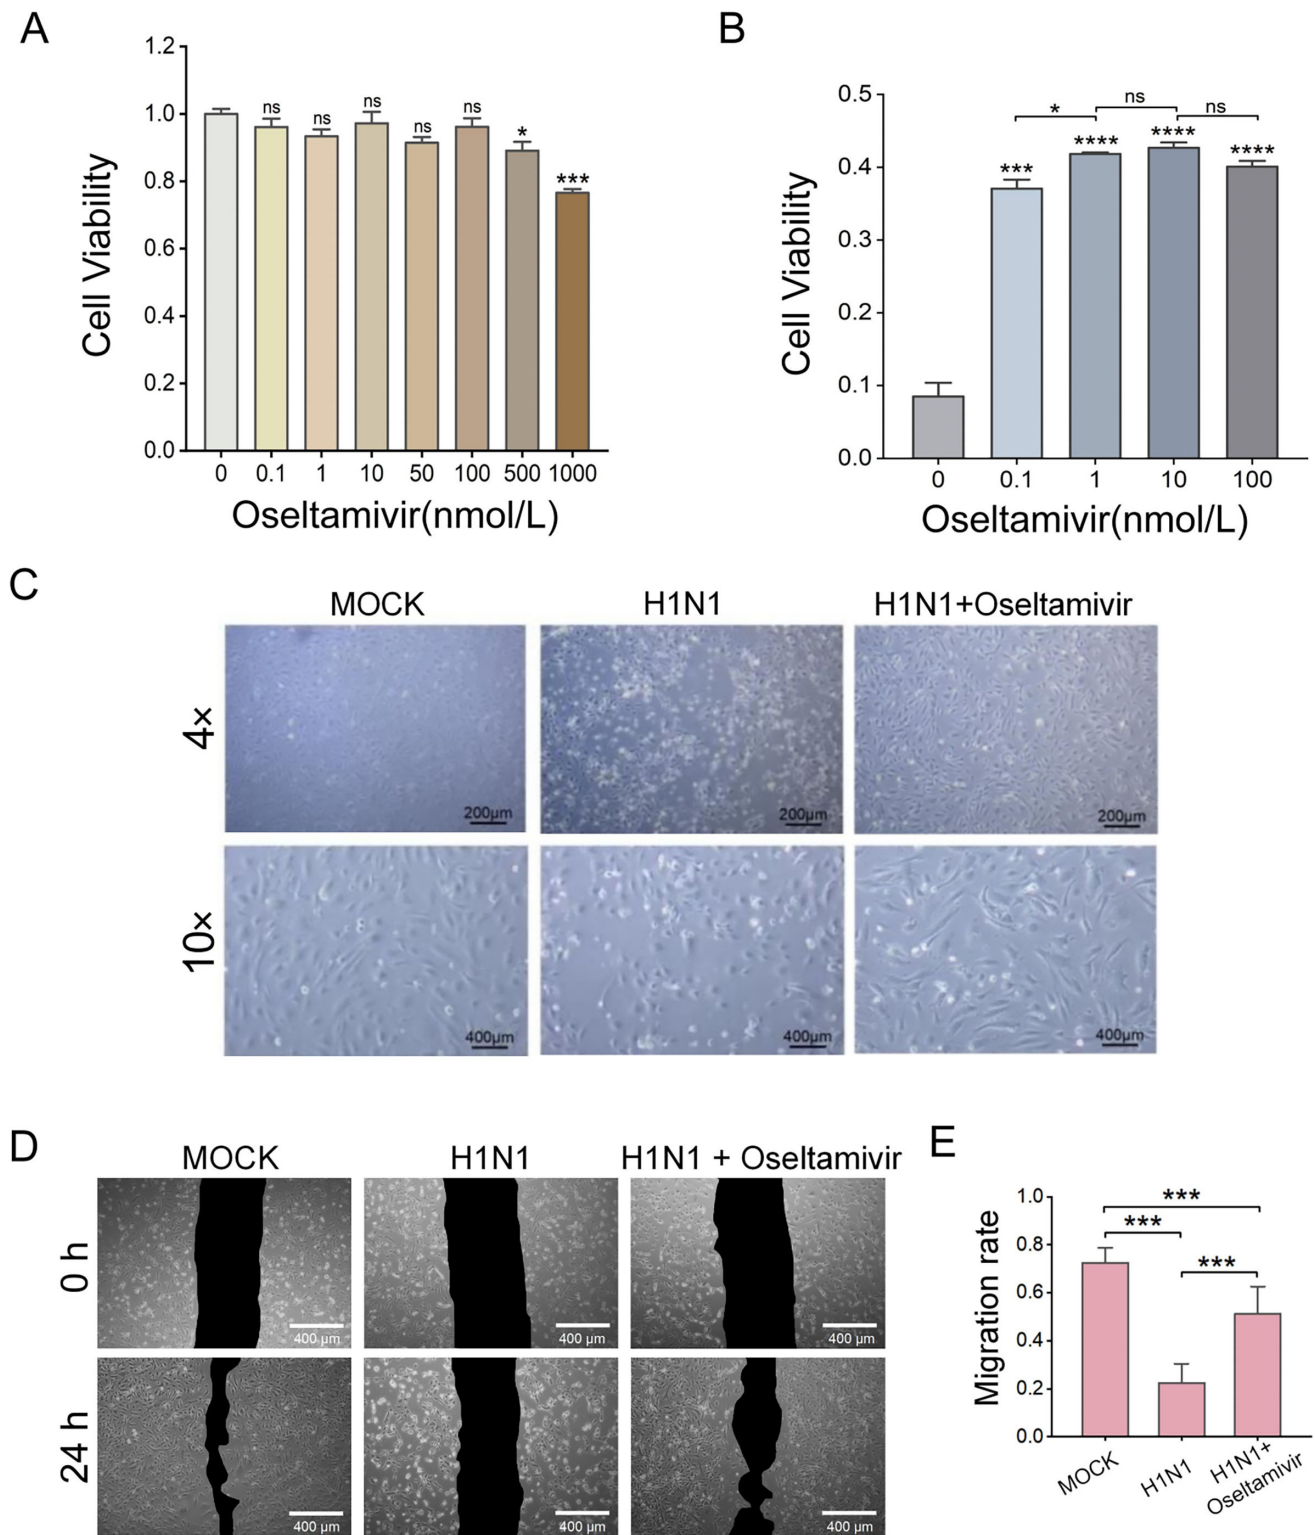 A
1.2
1.0
0.8
0.6
0.4
0.2
0.0
Cell Viability
ns
ns
ns
ns
ns
*
***
0 0.1 1 10 50 100 500 1000
Oseltamivir(nmol/L)
B
0.5
0.4
0.3
0.2
0.1
0.0
Cell Viability
* ns ns
*** **** **** ****
0 0.1 1 10 100
Oseltamivir(nmol/L)
C
MOCK H1N1 H1N1+Oseltamivir
4×
200μm 200μm 200μm
10×
400μm 400μm 400μm
D
MOCK H1N1 H1N1 + Oseltamivir
0 h
400 μm 400 μm 400 μm
24 h
400 μm 400 μm 400 μm
E
1.0
0.8
0.6
0.4
0.2
0.0
Migration rate
***
***
***
MOCK
H1N1
H1N1+
Oseltamivir